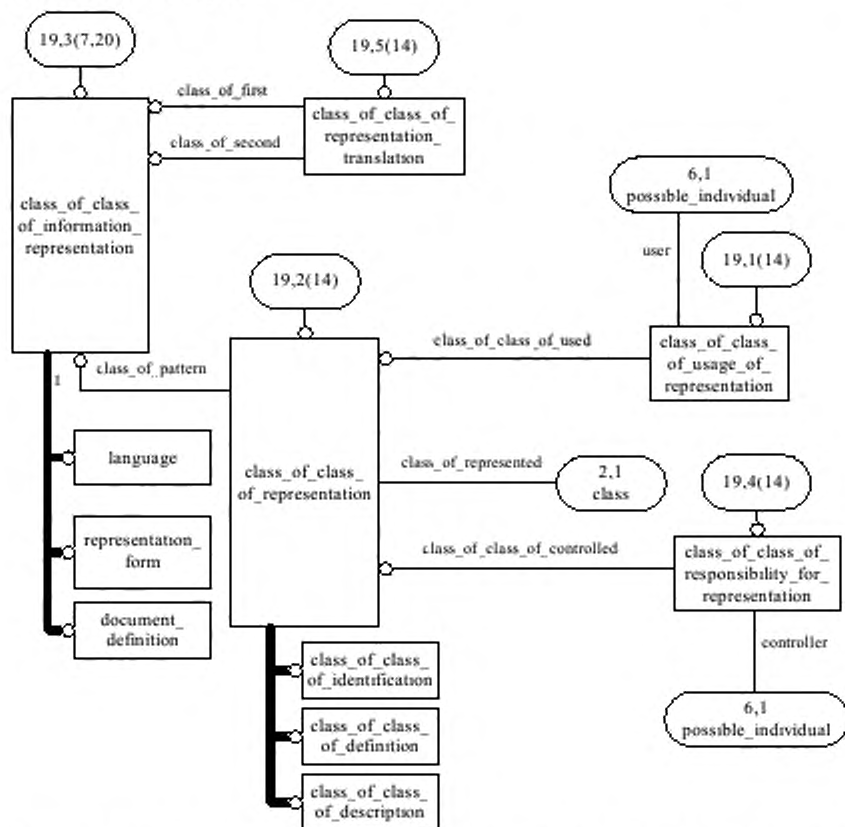 19,3(7,20)
19,5(14)
class_of_first
class_of_class_of_
representation_
translation
class_of_second
class_of_class_
of_information_
representation
6,1
possible_individual
user
19,1(14)
19,2(14)
class_of_class_of_used
class_of_class_
of_usage_of_
representation
class_of_pattern
1
language
class_of_class_
of_representation
class_of_represented
2,1
class
19,4(14)
representation_
form
class_of_class_of_controlled
class_of_class_of_
responsibility_for_
representation
document_
definition
controller
class_of_class_
of_identification
6,1
possible_individual
class_of_class_
of_definition
class_of_class_
of_description